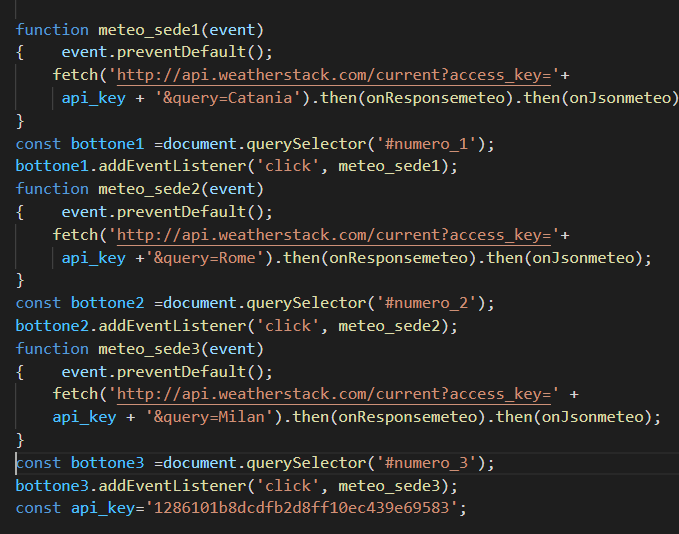 function meteo_sede1(event)
{    event.preventDefault();
    fetch('http://api.weatherstack.com/current?access_key='+
     api_key + '&query=Catania').then(onResponsemeteo).then(onJsonmeteo)
}
const bottone1 =document.querySelector('#numero_1');
bottone1.addEventListener('click', meteo_sede1);
function meteo_sede2(event)
{    event.preventDefault();
    fetch('http://api.weatherstack.com/current?access_key='+
     api_key +'&query=Rome').then(onResponsemeteo).then(onJsonmeteo);
}
const bottone2 =document.querySelector('#numero_2');
bottone2.addEventListener('click', meteo_sede2);
function meteo_sede3(event)
{    event.preventDefault();
    fetch('http://api.weatherstack.com/current?access_key=' +
    api_key + '&query=Milan').then(onResponsemeteo).then(onJsonmeteo);
}
const bottone3 =document.querySelector('#numero_3');
bottone3.addEventListener('click', meteo_sede3);
const api_key='1286101b8dcdfb2d8ff10ec439e69583';